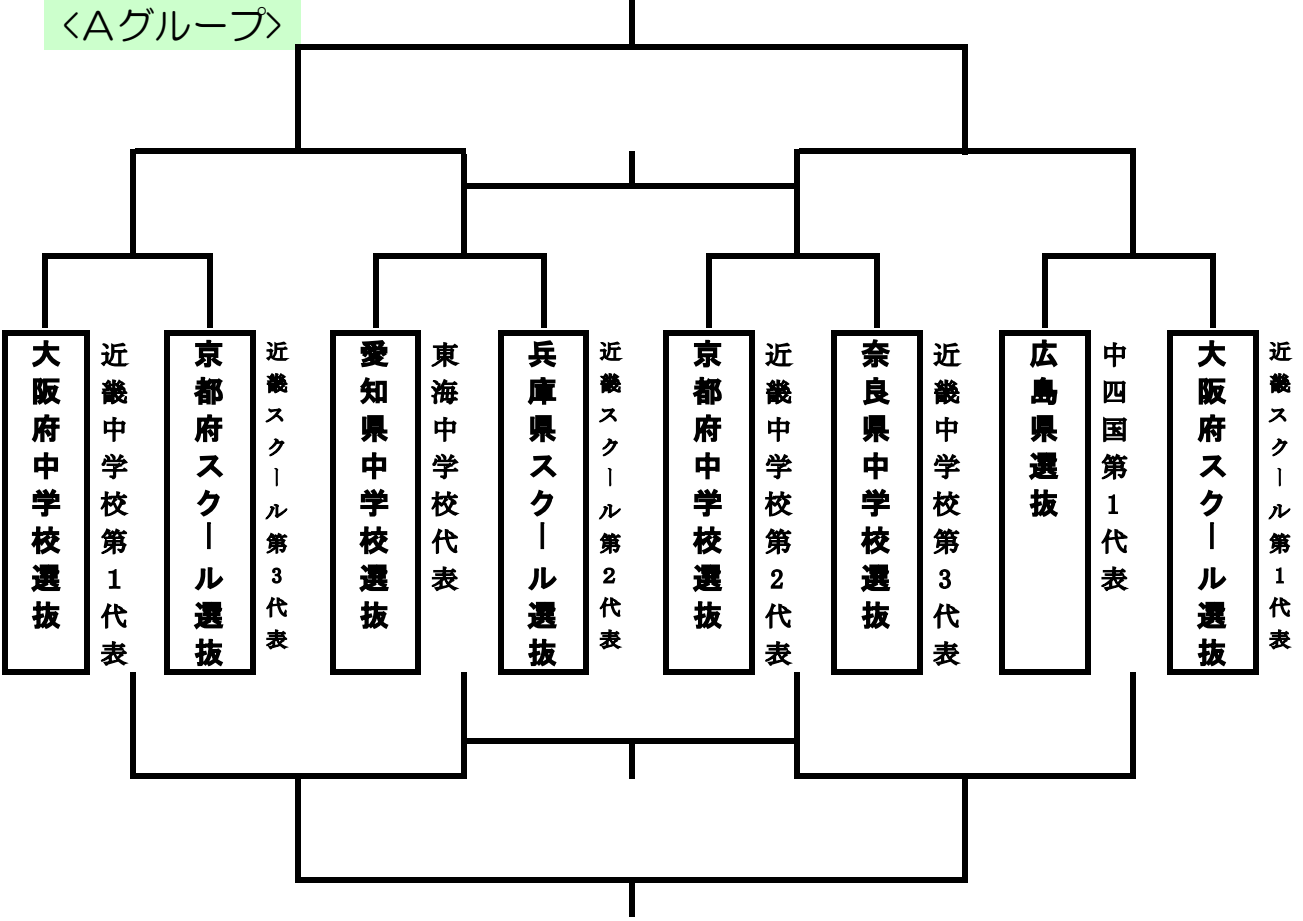 <Aグループ>
大阪府中学校選抜
近畿中学校第1代表
京都府スクール選抜
近畿スクール第3代表
愛知県中学校選抜
東海中学校代表
兵庫県スクール選抜
近畿スクール第2代表
京都府中学校選抜
近畿中学校第2代表
奈良県中学校選抜
近畿中学校第3代表
広島県選抜
中四国第1代表
大阪府スクール選抜
近畿スクール第1代表